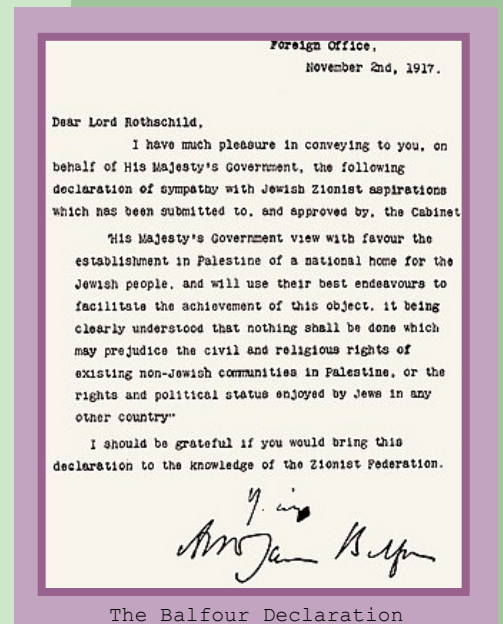 Foreign Office,
November 2nd, 1917.
Dear Lord Rothschild,
I have much pleasure in conveying to you, on
behalf of His Majesty's Government, the following
declaration of sympathy with Jewish Zionist aspirations
which has been submitted to, and approved by, the Cabinet
"His Majesty's Government view with favour the
establishment in Palestine of a national home for the
Jewish people, and will use their best endeavours to
facilitate the achievement of this object, it being
clearly understood that nothing shall be done which
may prejudice the civil and religious rights of
existing non-Jewish communities in Palestine, or the
rights and political status enjoyed by Jews in any
other country"
I should be grateful if you would bring this
declaration to the knowledge of the Zionist Federation.
Balfour
The Balfour Declaration